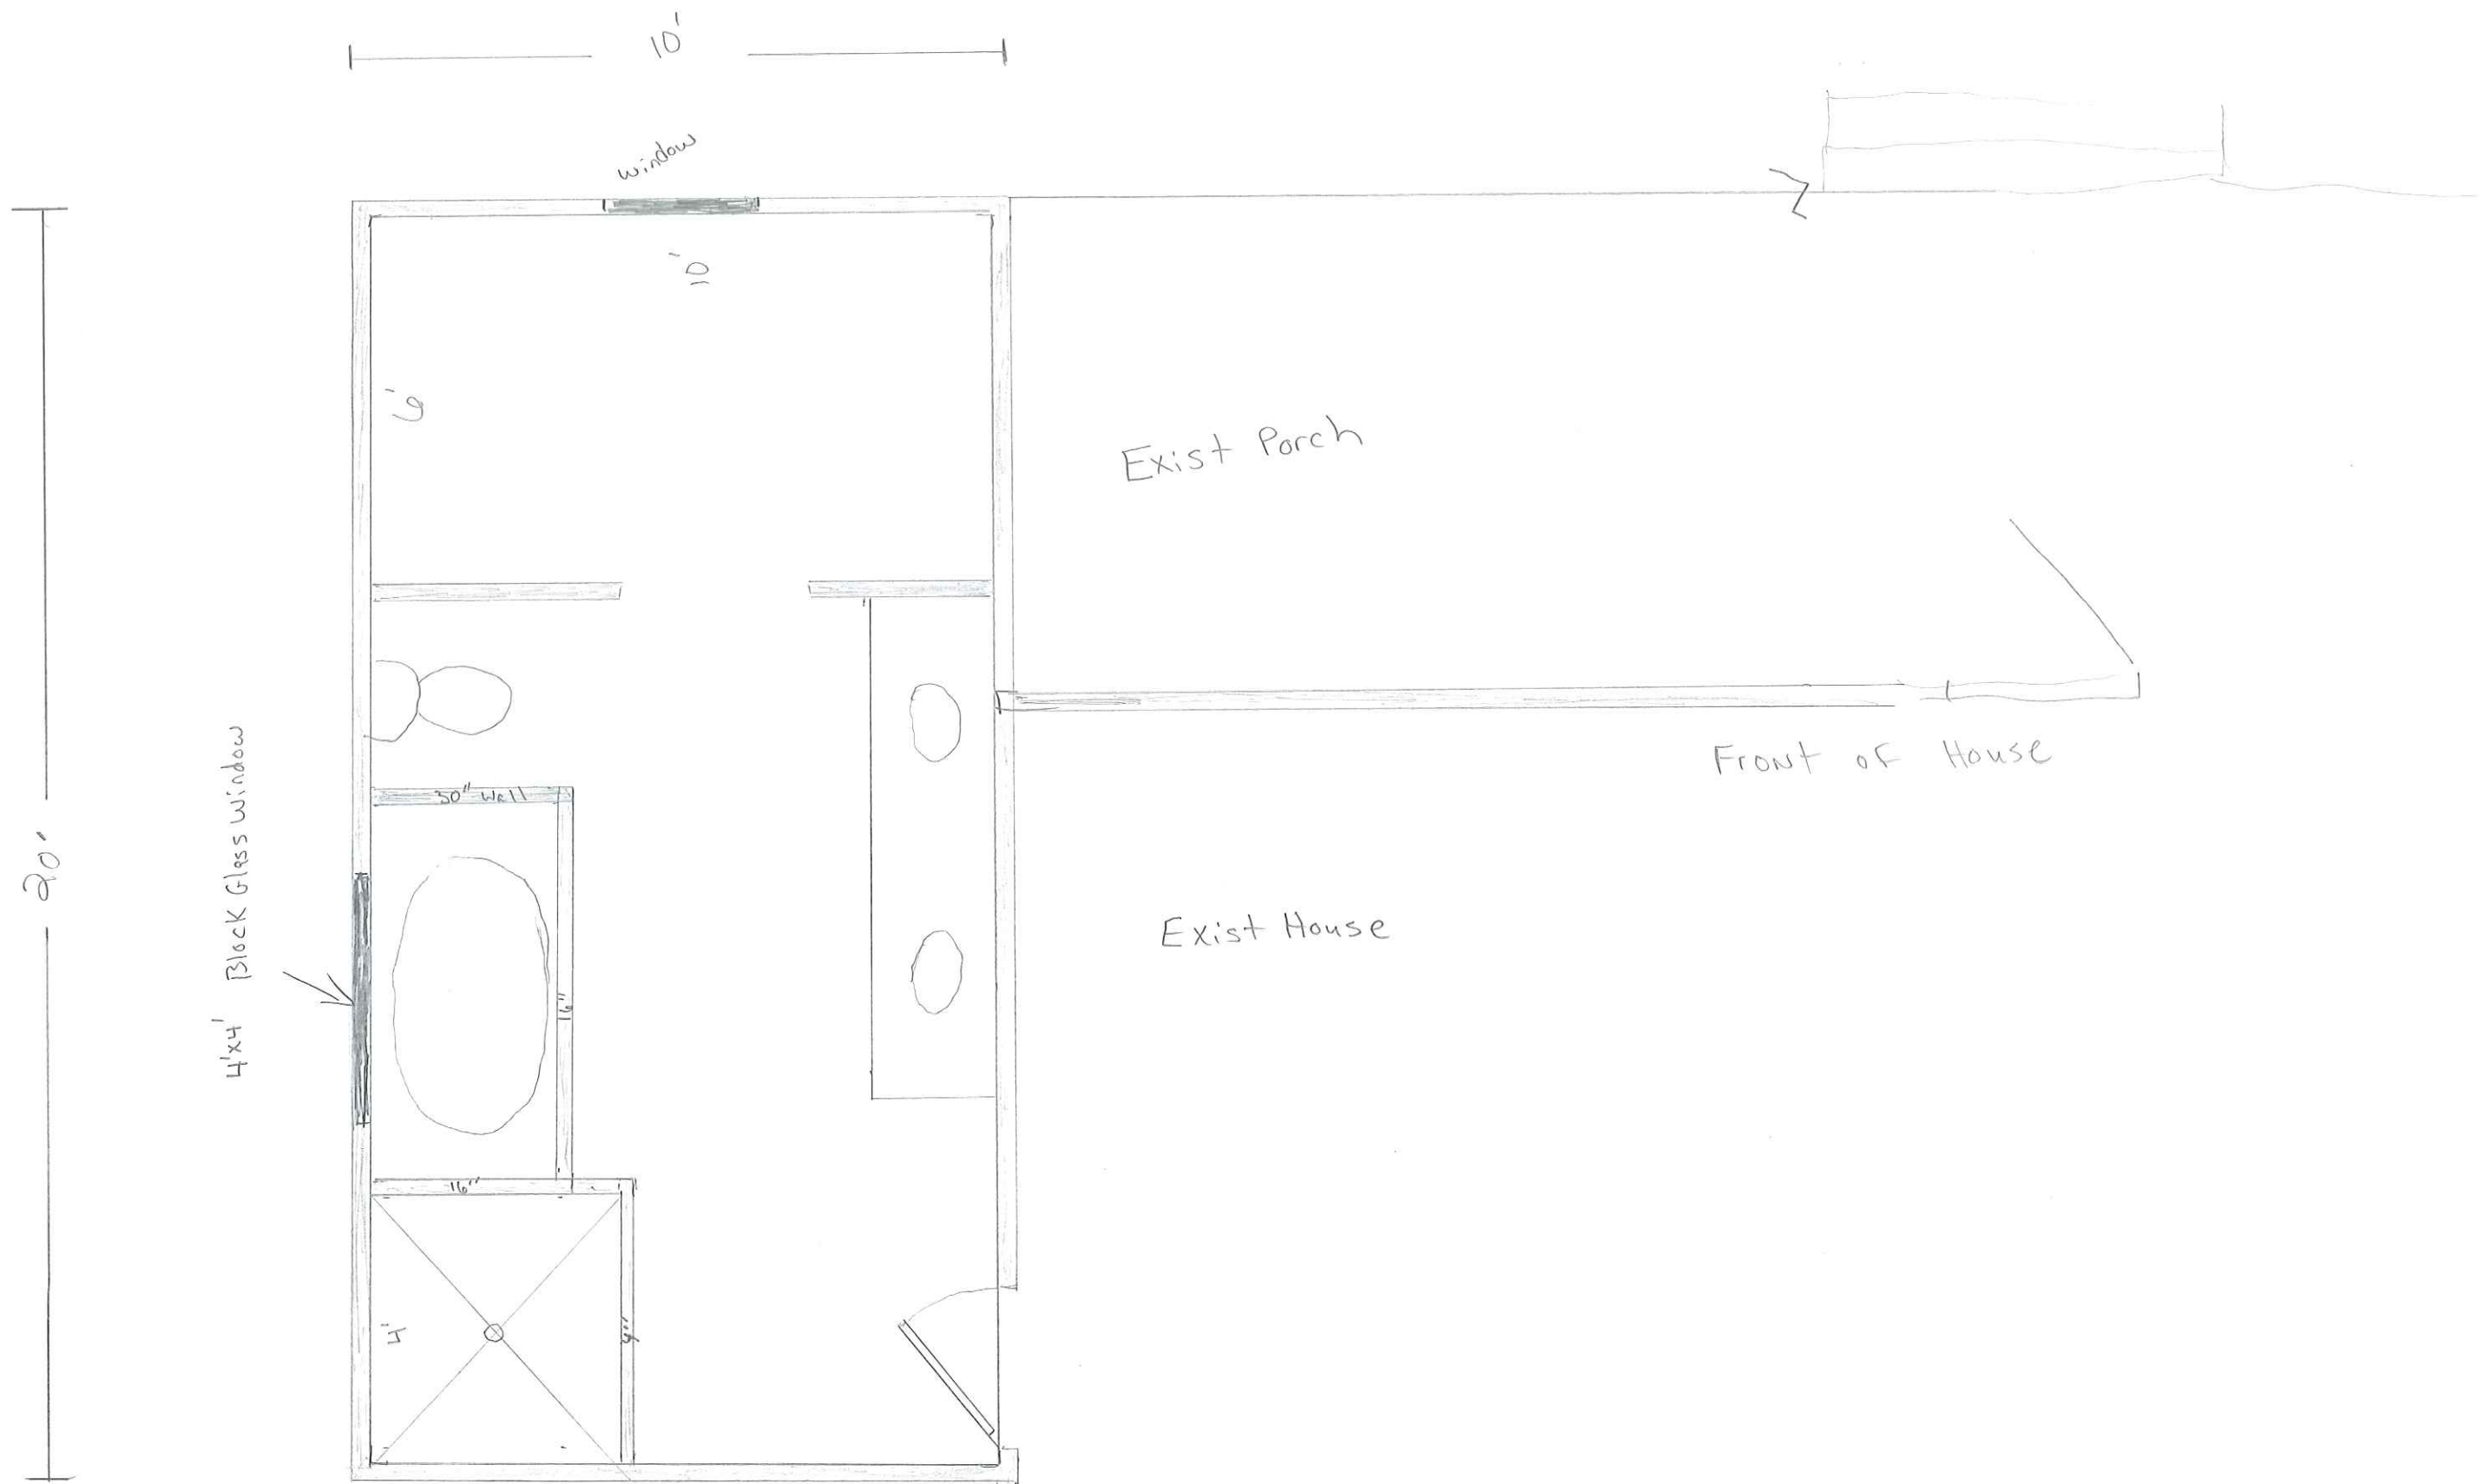 10'
window
10'
6'
Exist Porch
Front of House
30" Wall
4'x4' Block Glass Window
20'
Exist House
16"
16"
4'
4"